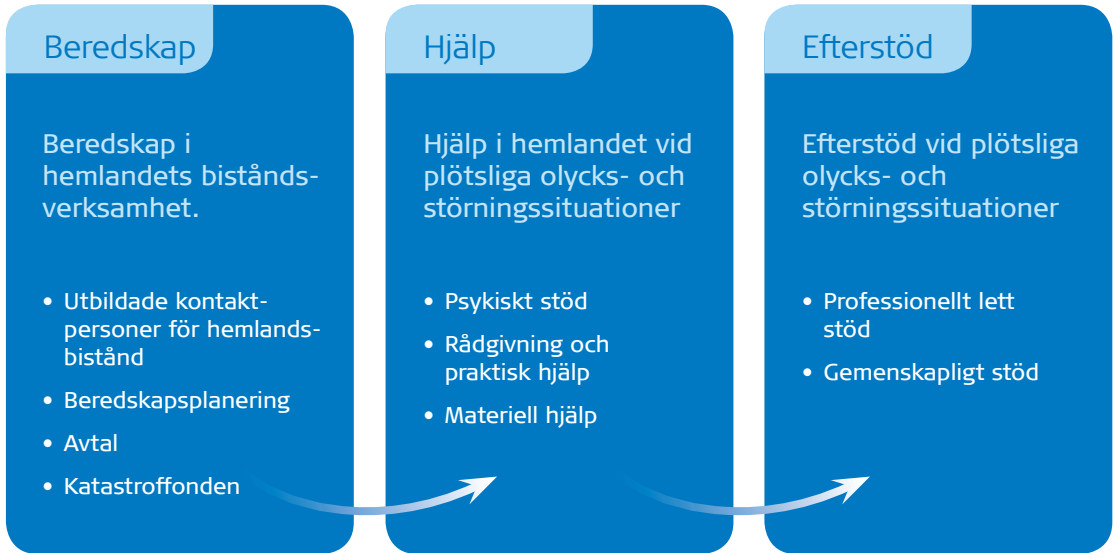 Beredskap
Beredskap i
hemlandets bistånds-
verksamhet.
• Utbildade kontakt-
personer för hemlands-
bistånd
• Beredskapsplanering
• Avtal
• Katastroffonden
Hjälp
Hjälp i hemlandet vid
plötsliga olycks- och
störningssituationer
• Psykiskt stöd
• Rådgivning och
praktisk hjälp
• Materiell hjälp
Efterstöd
Efterstöd vid plötsliga
olycks- och
störningssituationer
• Professionellt lett
stöd
• Gemenskapligt stöd